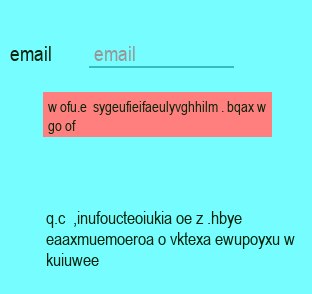 email email
w ofu.e sygeufieifaeulyvghhilm . bqax w
go of
q.c ,inufoucteoiukia oe z .hbye
eaaxmuemoeroa o vktexa ewupoyxu w
kuiuwee